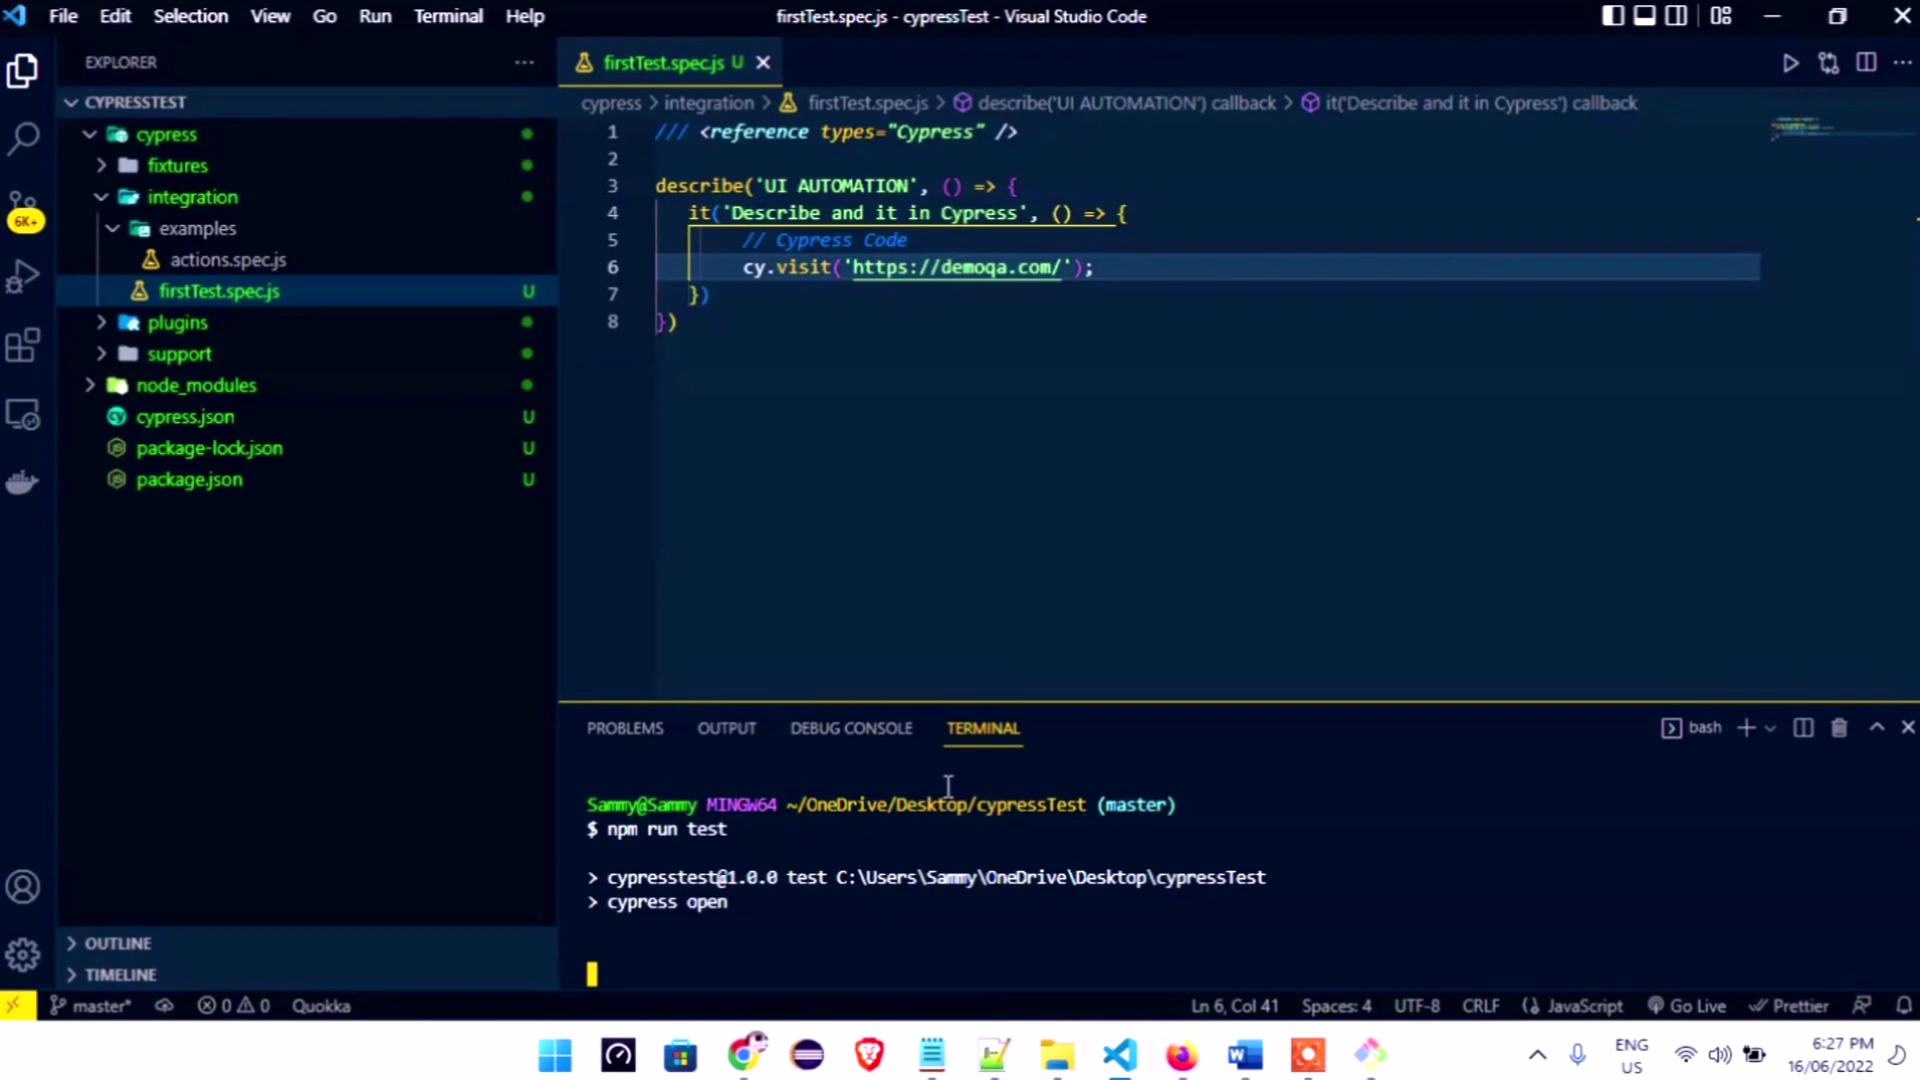 File Edit Selection View Go Run Terminal Help
firstTest.spec.js - cypressTest - Visual Studio Code
EXPLORER
CYPRESSTEST
cypress
fixtures
integration
examples
actions.spec.js
firstTest.spec.js U
plugins
support
node_modules
cypress.json U
package-lock.json U
package.json U
OUTLINE
TIMELINE
6K+
firstTest.spec.js U
cypress > integration > firstTest.spec.js > describe('UI AUTOMATION') callback > it('Describe and it in Cypress') callback
1 /// <reference types="Cypress" />
2
3 describe('UI AUTOMATION', () => {
4 it('Describe and it in Cypress', () => {
5 // Cypress Code
6 cy.visit('https://demoqa.com/');
7 })
8 })
PROBLEMS OUTPUT DEBUG CONSOLE TERMINAL
bash
Sammy@Sammy MINGW64 ~/OneDrive/Desktop/cypressTest (master)
$ npm run test
> cypresstest@1.0.0 test C:\Users\Sammy\OneDrive\Desktop\cypressTest
> cypress open
master* 0 0 Quokka
Ln 6, Col 41 Spaces: 4 UTF-8 CRLF JavaScript Go Live Prettier
ENG
US
6:27 PM
16/06/2022